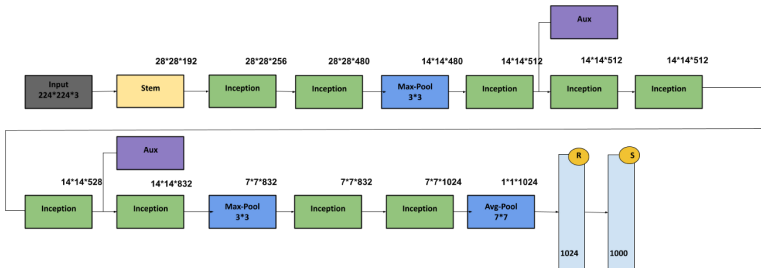 Aux
28*28*192
28*28*256
28*28*480
14*14*480
14*14*512
14*14*512
14*14*512
Input
224*224*3
Stem
Inception
Inception
Max-Pool
3*3
Inception
Inception
Inception
Aux
R
S
14*14*528
14*14*832
7*7*832
7*7*832
7*7*1024
1*1*1024
Inception
Inception
Max-Pool
3*3
Inception
Inception
Avg-Pool
7*7
1024
1000